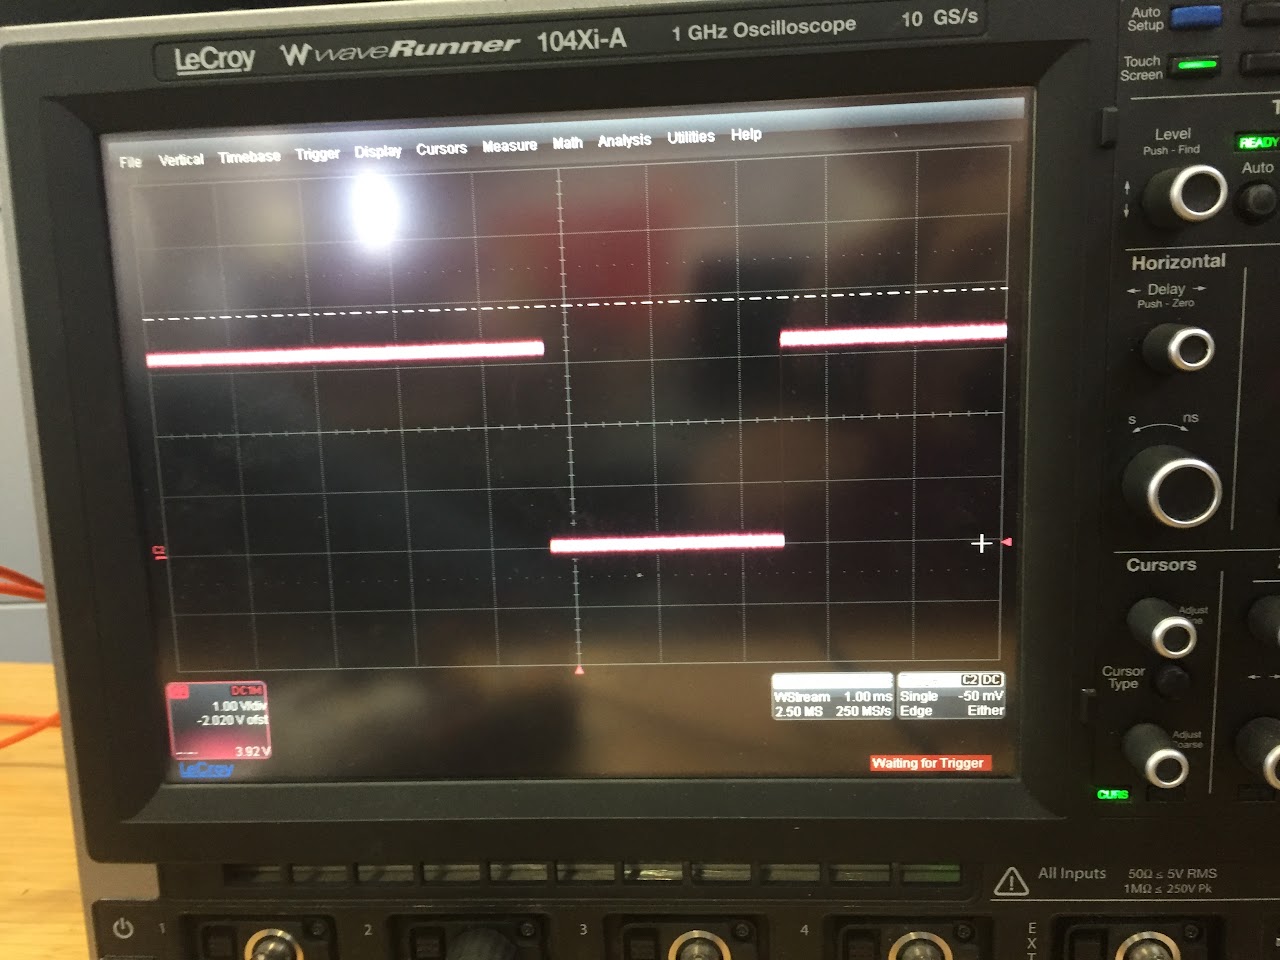 LeCroy waveRunner 104Xi-A 1 GHz Oscilloscope 10 GS/s
Auto
Setup
Touch
Screen
File Vertical Timebase Trigger Display Cursors Measure Math Analysis Utilities Help
Level
Push - Find
READY
Auto
Horizontal
Delay
Push - Zero
s ns
C2
Cursors
Adjust
Cursor
Type
Adjust
CURS
C2 DC1M
1.00 V/div
-2.020 V ofst
3.92 V
LeCroy
WStream 1.00 ms
2.50 MS 250 MS/s
C2 DC
Single -50 mV
Edge Either
Waiting for Trigger
All Inputs 50Ω ≤ 5V RMS
1MΩ ≤ 250V Pk
1 2 3 4 EXT